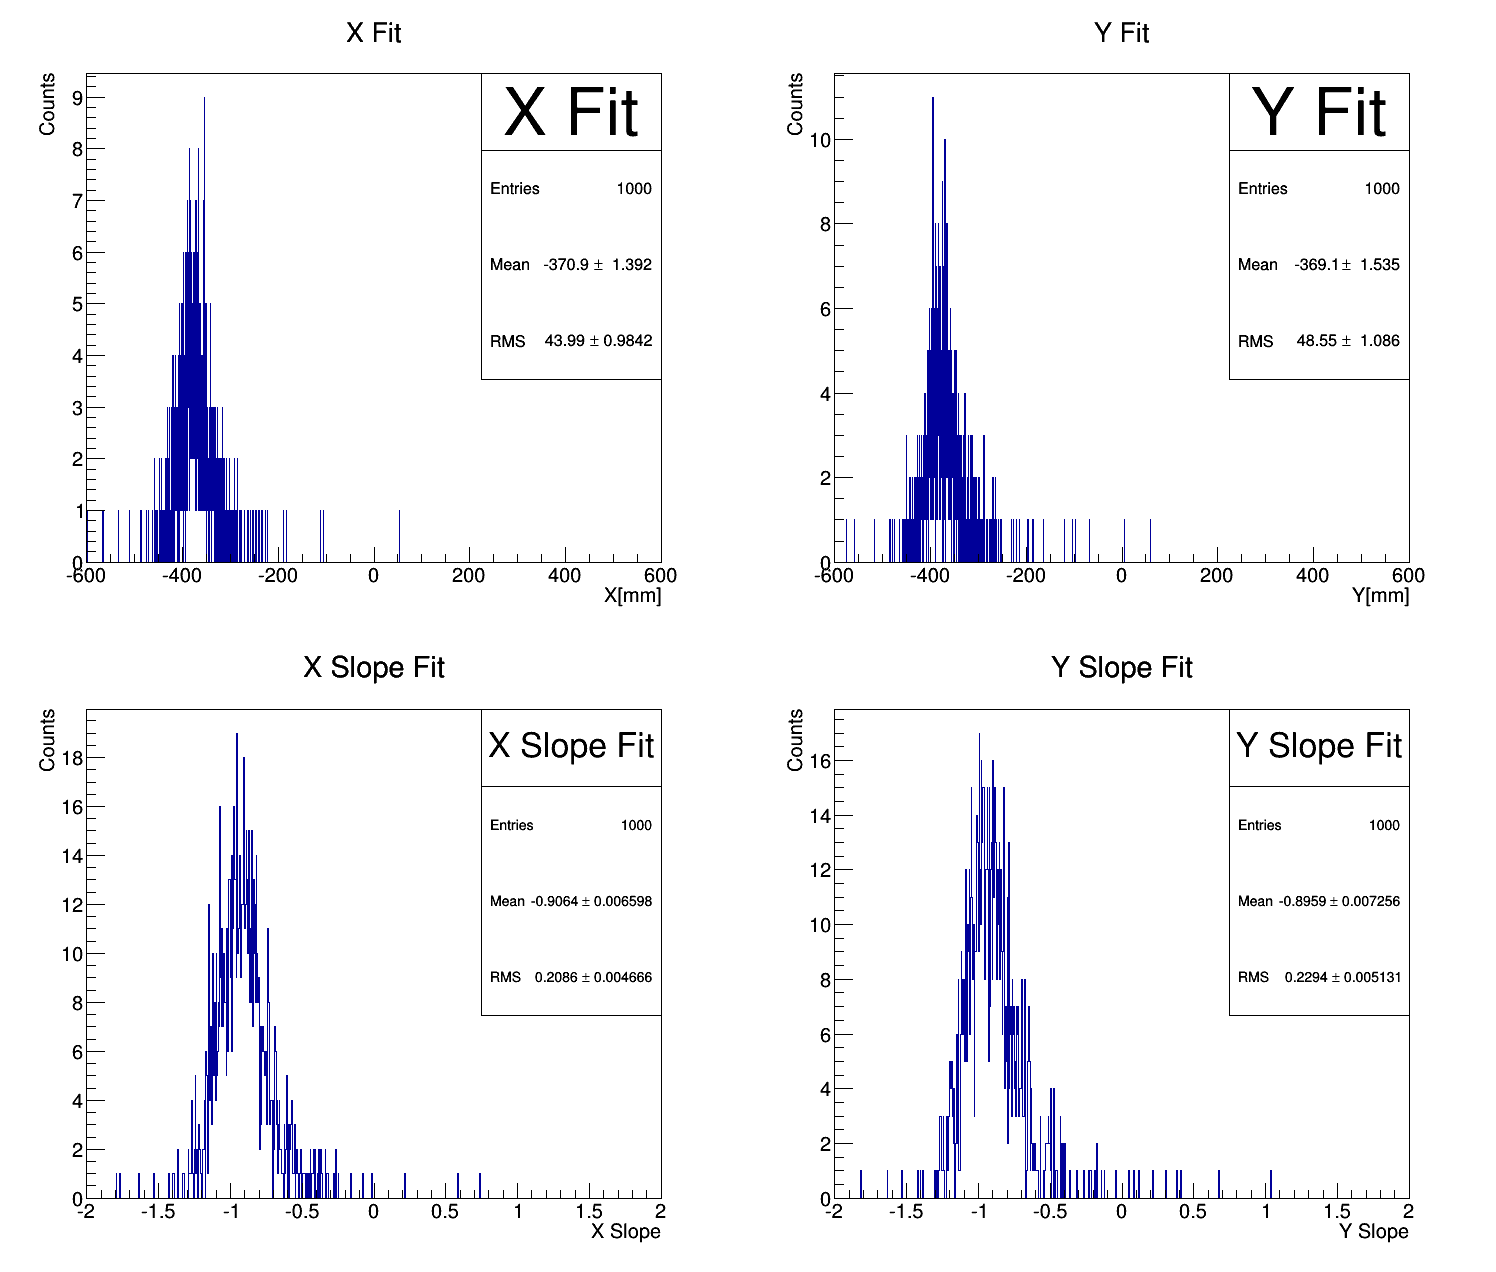 X Fit
Counts
9
8
7
6
5
4
3
2
1
0
-600 -400 -200 0 200 400 600
X[mm]
X Fit
Entries 1000
Mean -370.9 ± 1.392
RMS 43.99 ± 0.9842
Y Fit
Counts
10
8
6
4
2
0
-600 -400 -200 0 200 400 600
Y[mm]
Y Fit
Entries 1000
Mean -369.1 ± 1.535
RMS 48.55 ± 1.086
X Slope Fit
Counts
18
16
14
12
10
8
6
4
2
0
-2 -1.5 -1 -0.5 0 0.5 1 1.5 2
X Slope
X Slope Fit
Entries 1000
Mean -0.9064 ± 0.006598
RMS 0.2086 ± 0.004666
Y Slope Fit
Counts
16
14
12
10
8
6
4
2
0
-2 -1.5 -1 -0.5 0 0.5 1 1.5 2
Y Slope
Y Slope Fit
Entries 1000
Mean -0.8959 ± 0.007256
RMS 0.2294 ± 0.005131